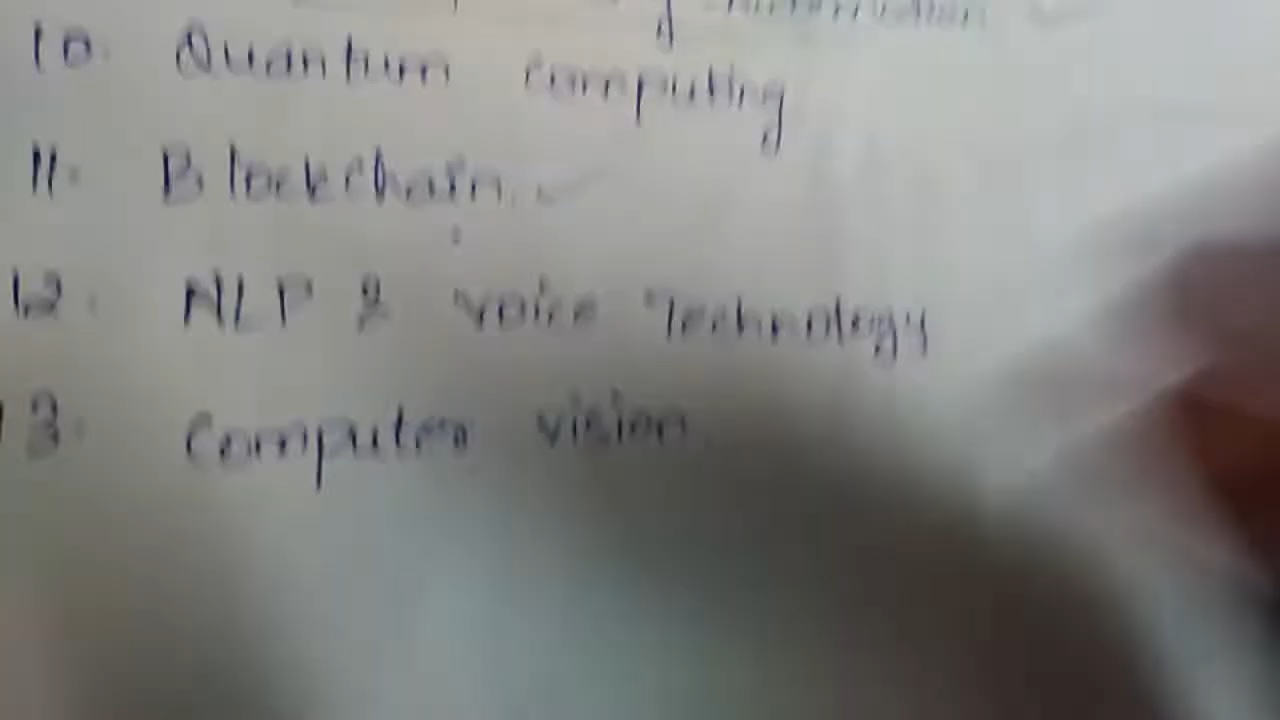 10. Quantum computing
11. Blockchain.
12. NLP & voice Technology
13. Computer vision.